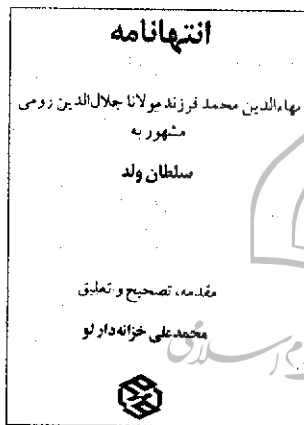 انتهانامه
بهاءالدین محمد فرزند مولانا جلال‌الدین رومی
مشهور به
سلطان ولد
مقدمه، تصحیح و تعلیق
محمدعلی خزانه‌دارلو